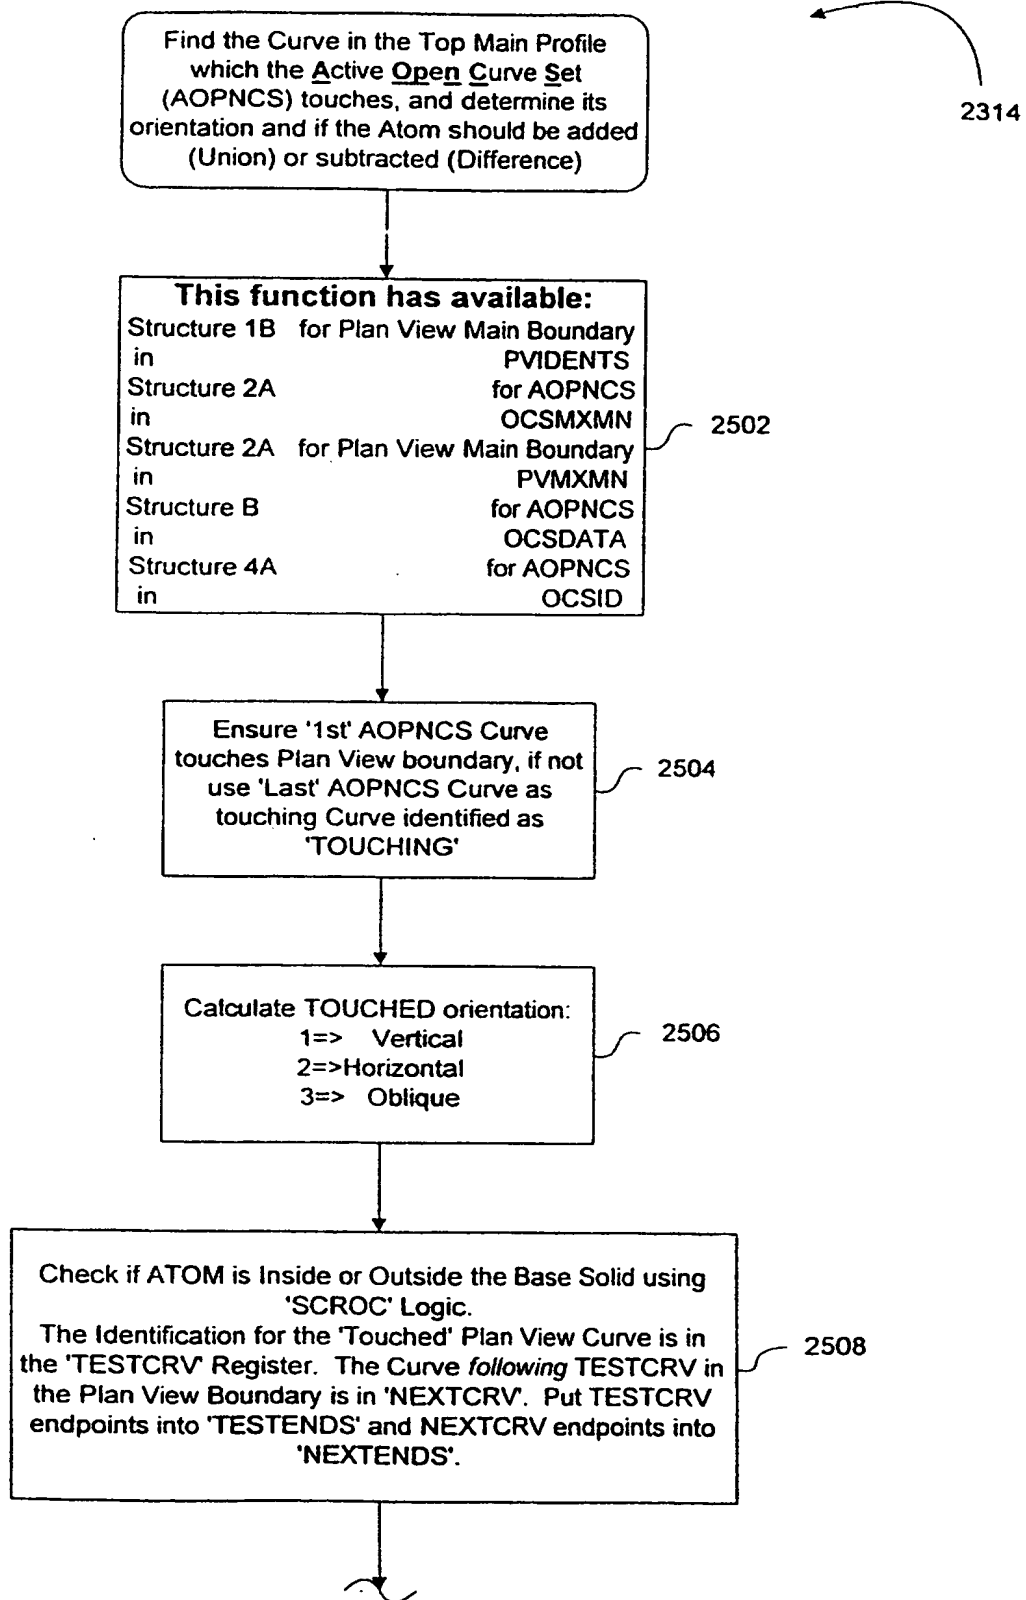 Find the Curve in the Top Main Profile
which the Active Open Curve Set
(AOPNCS) touches, and determine its
orientation and if the Atom should be added
(Union) or subtracted (Difference)
2314
This function has available:
Structure 1B for Plan View Main Boundary
in PVIDENTS
Structure 2A for AOPNCS
in OCSMXMN
Structure 2A for Plan View Main Boundary
in PVMXMN
Structure B for AOPNCS
in OCSDATA
Structure 4A for AOPNCS
in OCSID
2502
Ensure '1st' AOPNCS Curve
touches Plan View boundary, if not
use 'Last' AOPNCS Curve as
touching Curve identified as
'TOUCHING'
2504
Calculate TOUCHED orientation:
1=> Vertical
2=>Horizontal
3=> Oblique
2506
Check if ATOM is Inside or Outside the Base Solid using
'SCROC' Logic.
The Identification for the 'Touched' Plan View Curve is in
the 'TESTCRV' Register. The Curve following TESTCRV in
the Plan View Boundary is in 'NEXTCRV'. Put TESTCRV
endpoints into 'TESTENDS' and NEXTCRV endpoints into
'NEXTENDS'.
2508